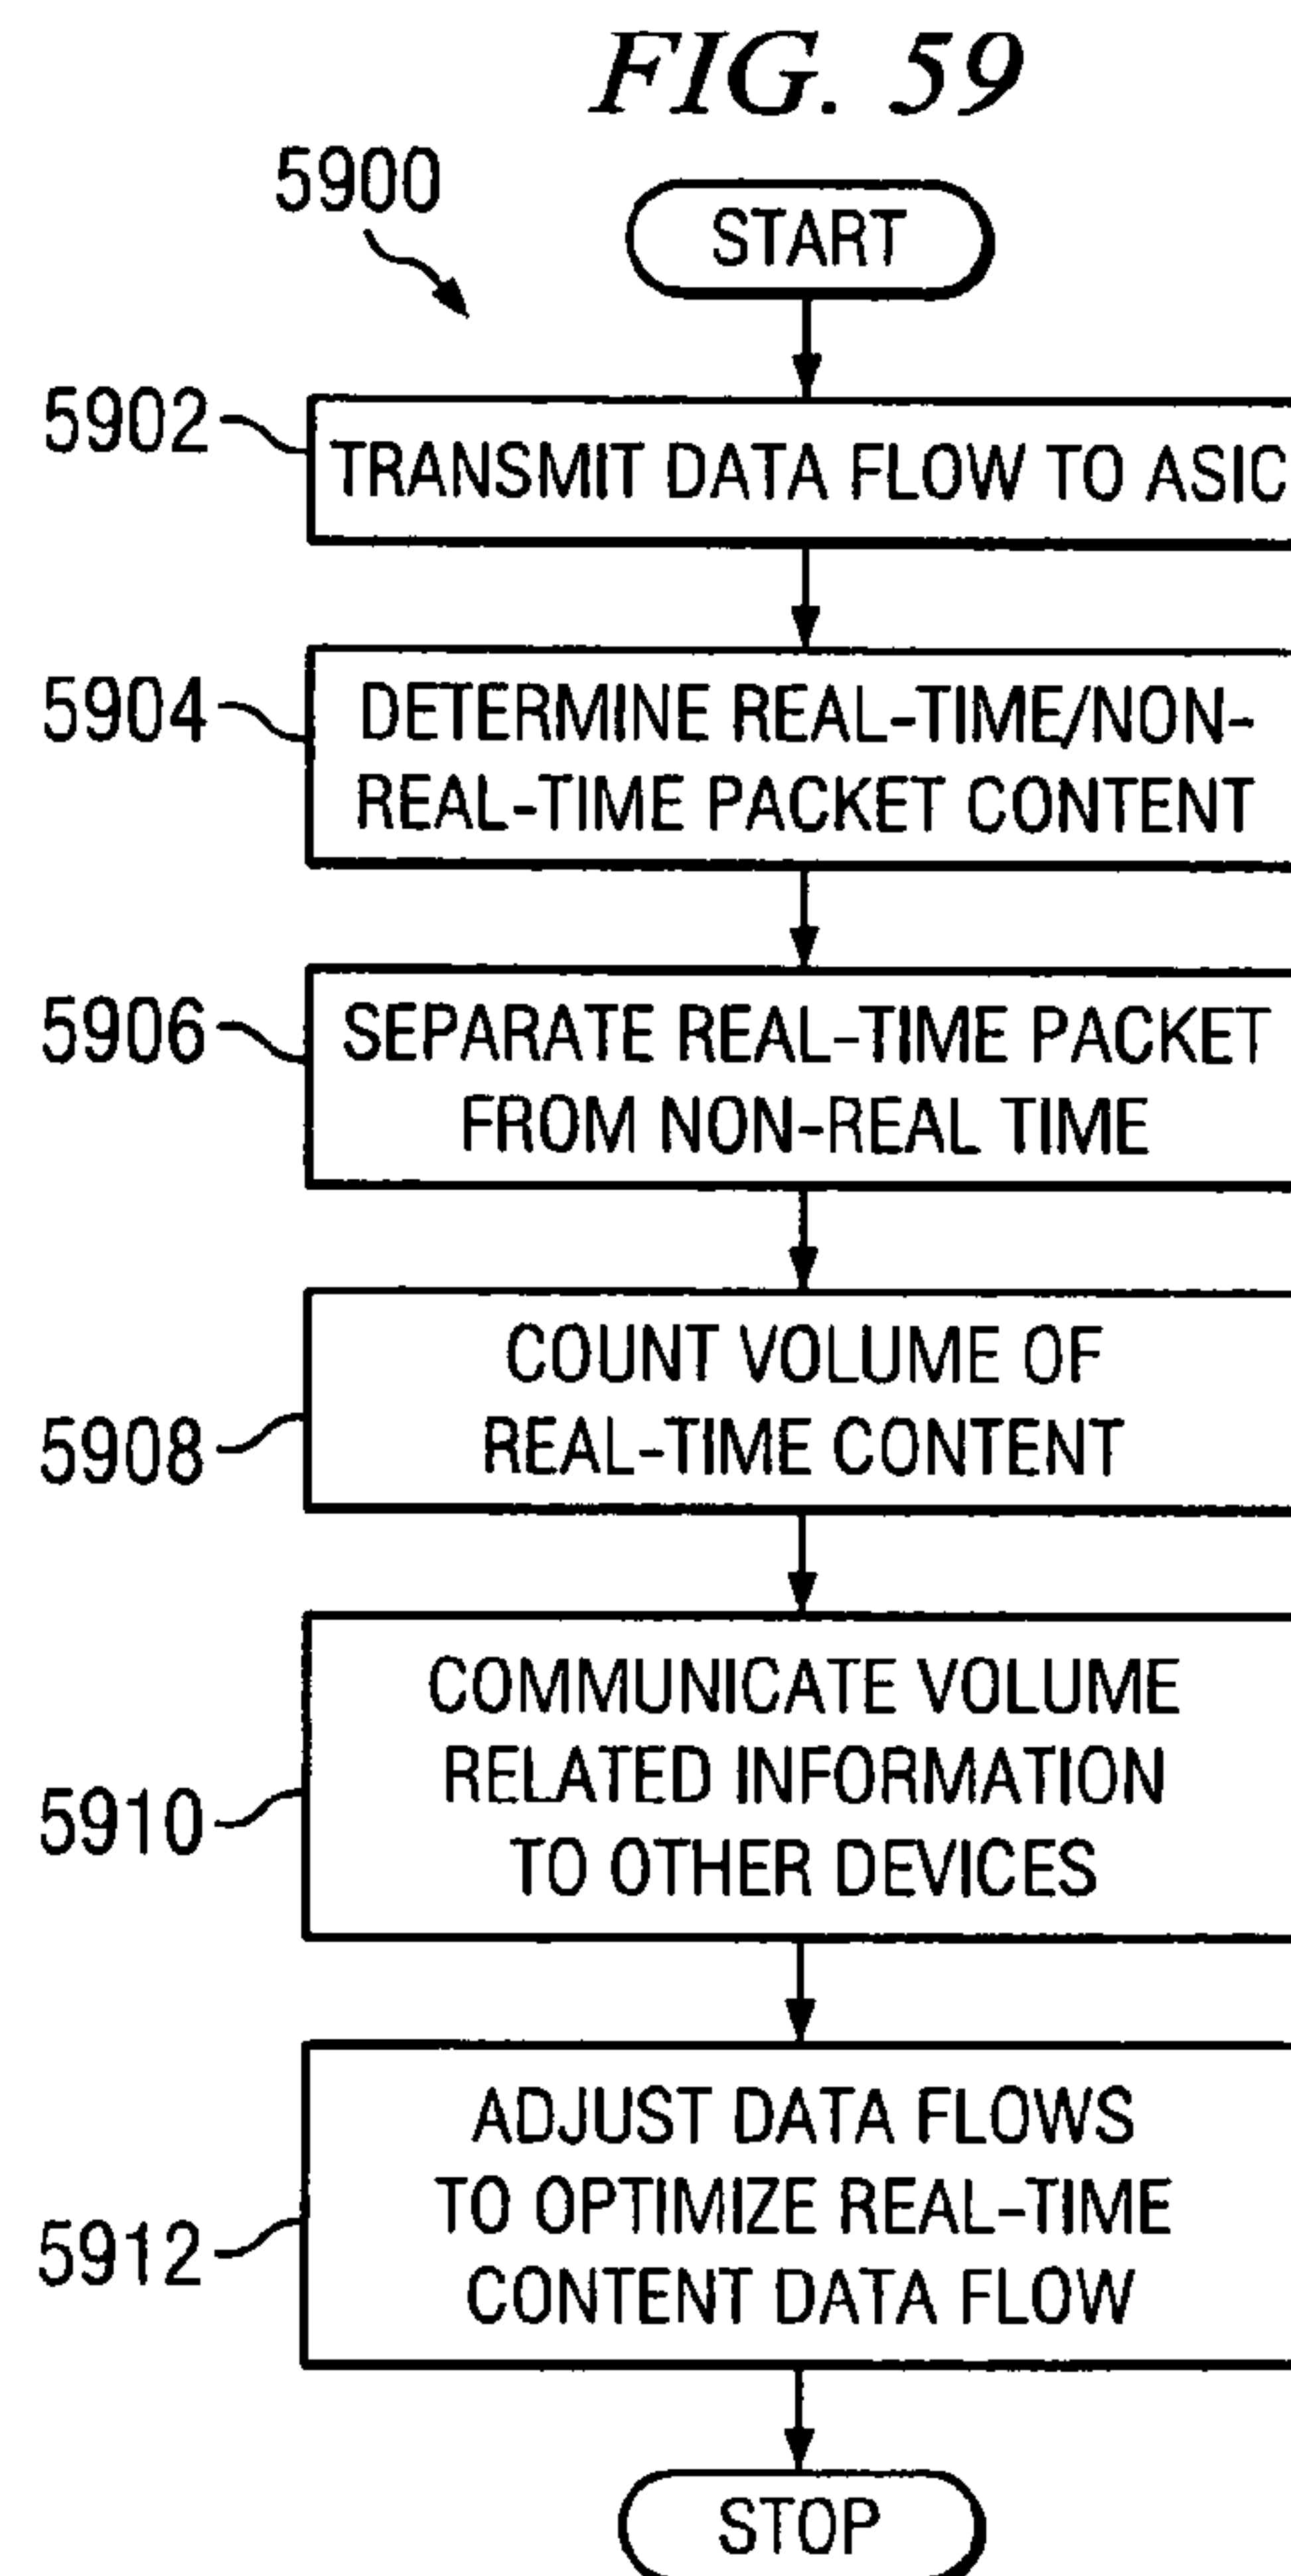 FIG. 59
5900
START
5902
TRANSMIT DATA FLOW TO ASIC
5904
DETERMINE REAL-TIME/NON-
REAL-TIME PACKET CONTENT
5906
SEPARATE REAL-TIME PACKET
FROM NON-REAL TIME
5908
COUNT VOLUME OF
REAL-TIME CONTENT
5910
COMMUNICATE VOLUME
RELATED INFORMATION
TO OTHER DEVICES
5912
ADJUST DATA FLOWS
TO OPTIMIZE REAL-TIME
CONTENT DATA FLOW
STOP